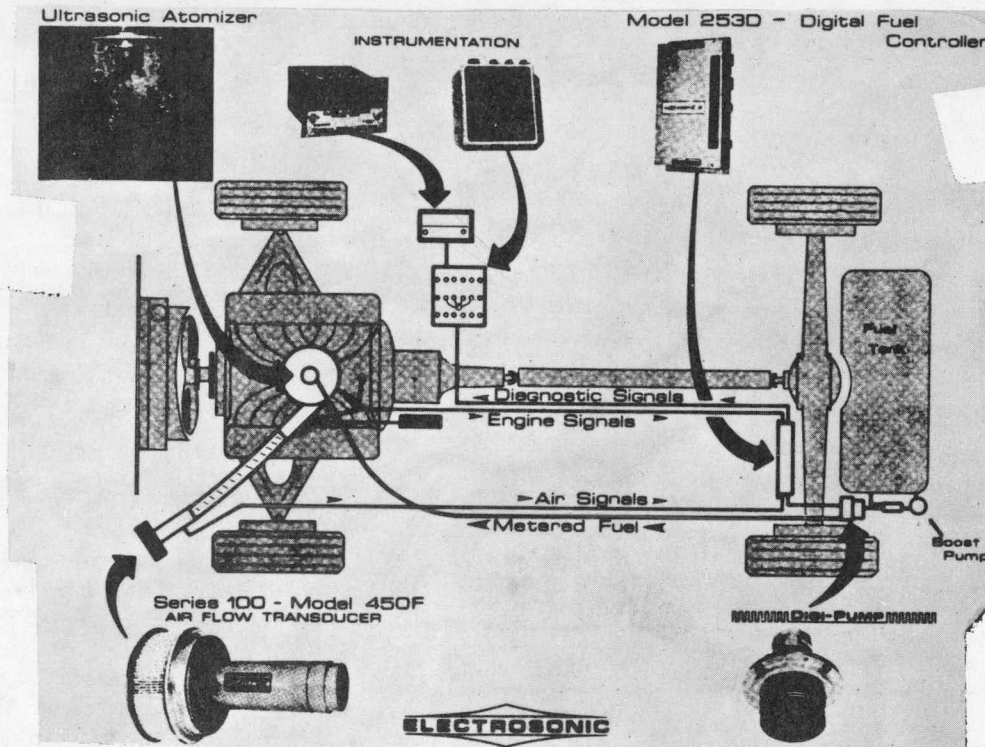 Ultrasonic Atomizer
INSTRUMENTATION
Model 253D - Digital Fuel
Controller
Fuel
Tank
Diagnostic Signals
Engine Signals
Air Signals
Metered Fuel
Boost
Pump
Series 100 - Model 450F
AIR FLOW TRANSDUCER
DIGI-PUMP
ELECTROSONIC